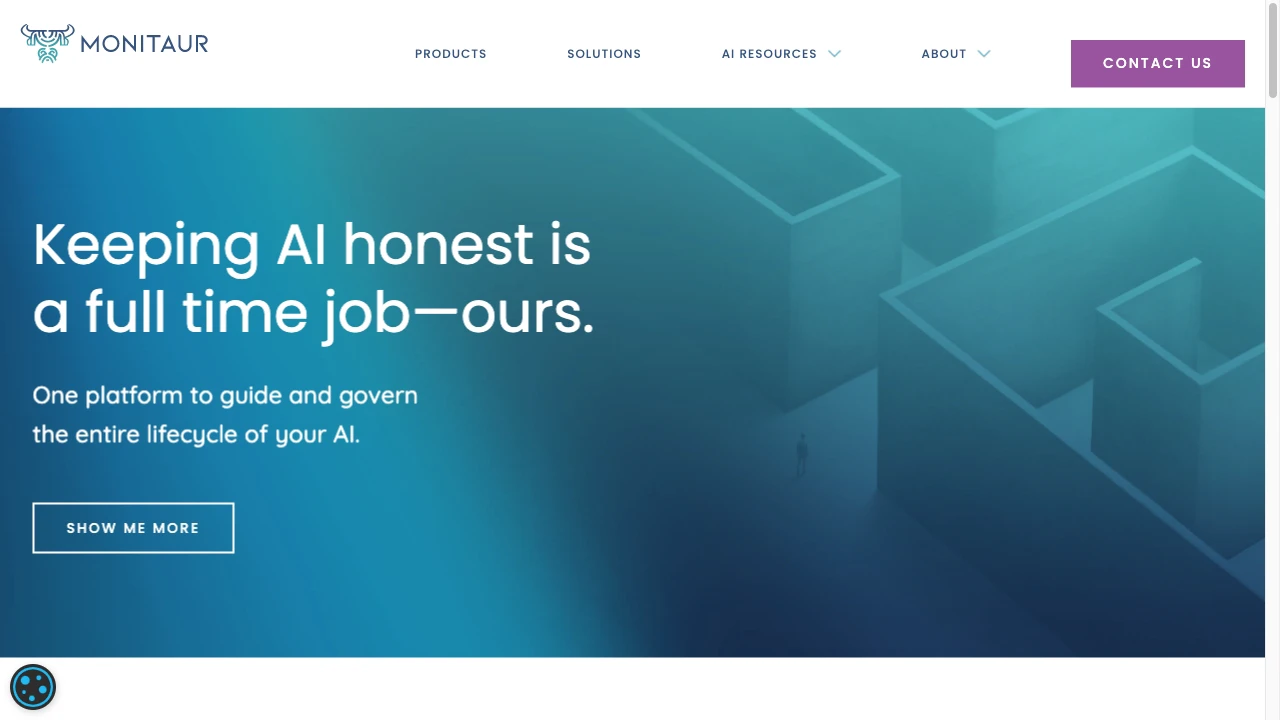 MONITAUR
PRODUCTS
SOLUTIONS
AI RESOURCES
ABOUT
CONTACT US
Keeping AI honest is
a full time job—ours.
One platform to guide and govern
the entire lifecycle of your AI.
SHOW ME MORE